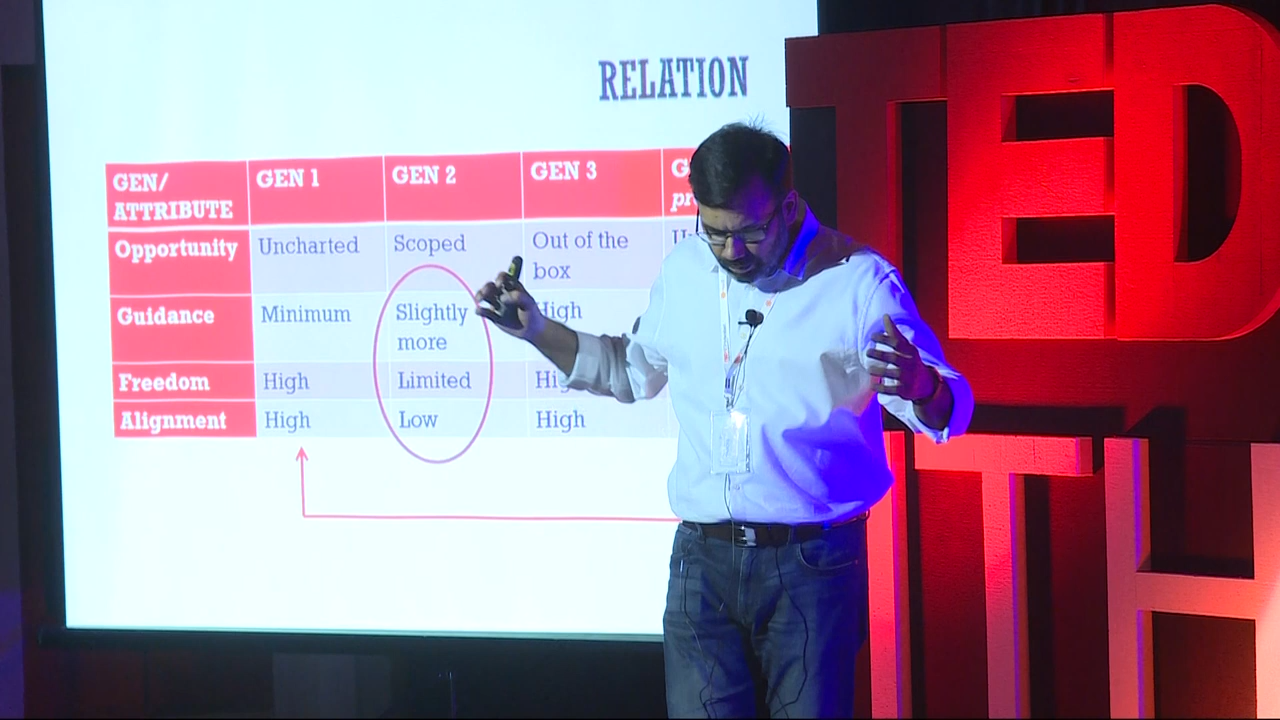 RELATION
GEN/ ATTRIBUTE GEN 1 GEN 2 GEN 3
Opportunity Uncharted Scoped Out of the box
Guidance Minimum Slightly more High
Freedom High Limited
Alignment High Low High
TED